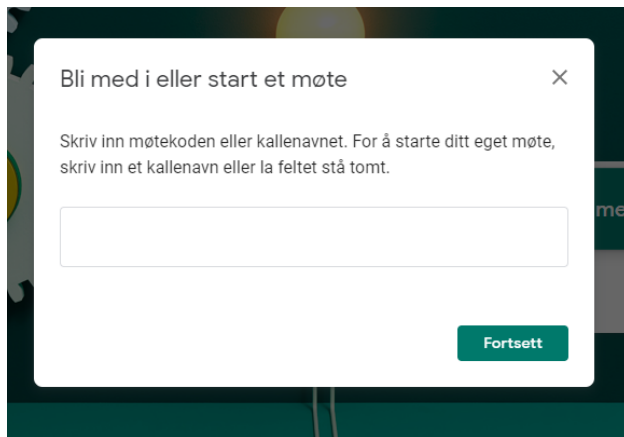 Bli med i eller start et møte
Skriv inn møtekoden eller kallenavnet. For å starte ditt eget møte,
skriv inn et kallenavn eller la feltet stå tomt.
Fortsett